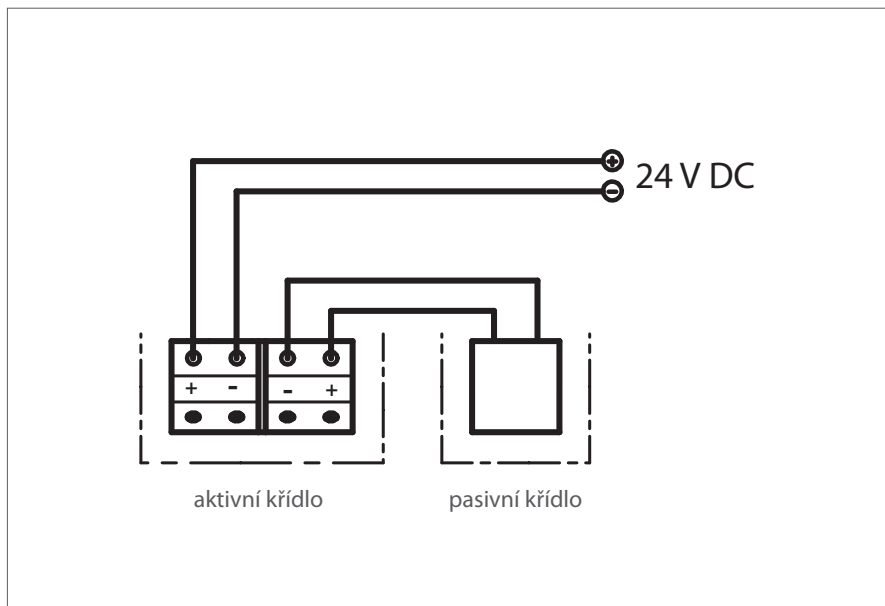 24 V DC
+ - - +
aktivní křídlo
pasivní křídlo